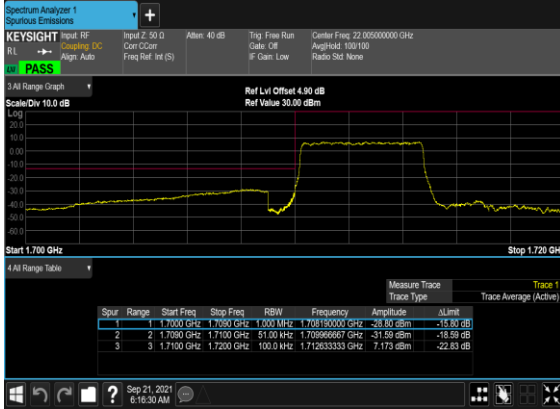 Spectrum Analyzer 1
Spurious Emissions
+
KEYSIGHT Input: RF Input Z: 50 Ω Atten: 40 dB Trig: Free Run Center Freq: 22.005000000 GHz
RL Coupling: DC Corr CCorr Gate: Off Avg|Hold: 100/100
Align: Auto Freq Ref: Int (S) IF Gain: Low Radio Std: None
PASS
3 All Range Graph
Ref Lvl Offset 4.90 dB
Scale/Div 10.0 dB Ref Value 30.00 dBm
Log
20.0
10.0
0.00
-10.0
-20.0
-30.0
-40.0
-50.0
-60.0
Start 1.700 GHz Stop 1.720 GH
4 All Range Table
Measure Trace Trace 1
Trace Type Trace Average (Active)
Spur Range Start Freq Stop Freq RBW Frequency Amplitude ΔLimit
1 1 1.7000 GHz 1.7090 GHz 1.000 MHz 1.708190000 GHz -28.80 dBm -15.80 dB
2 2 1.7090 GHz 1.7100 GHz 51.00 kHz 1.709966667 GHz -31.59 dBm -18.59 dB
3 3 1.7100 GHz 1.7200 GHz 100.0 kHz 1.712633333 GHz 7.173 dBm -22.83 dB
?
Sep 21, 2021
6:16:30 AM